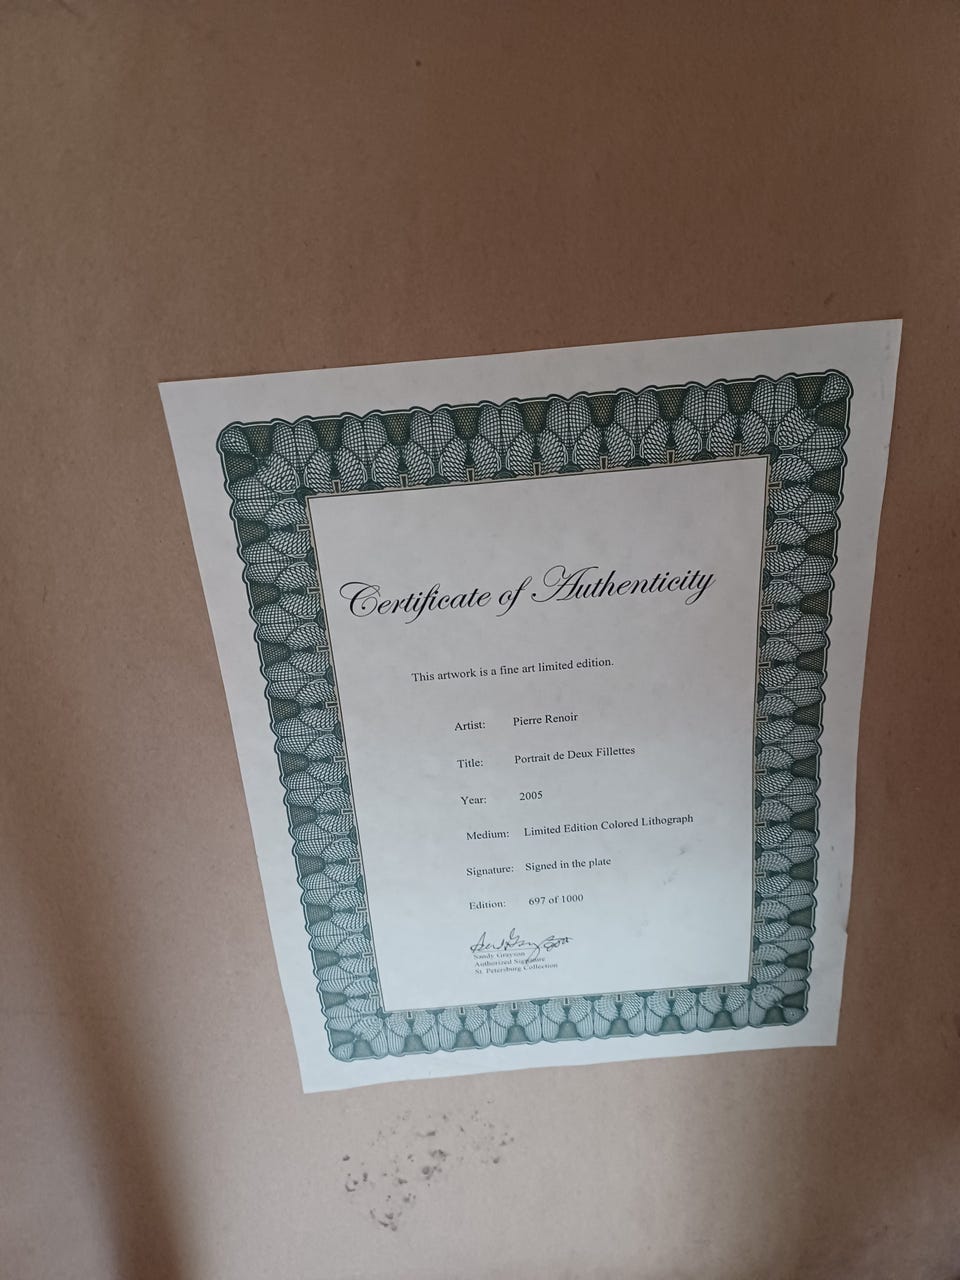 Certificate of Authenticity
This artwork is a fine art limited edition.
Artist: Pierre Renoir
Title: Portrait de Deux Fillettes
Year: 2005
Medium: Limited Edition Colored Lithograph
Signature: Signed in the plate
Edition: 697 of 1000
Sandy Grayson
Authorized Signature
St. Petersburg Collection